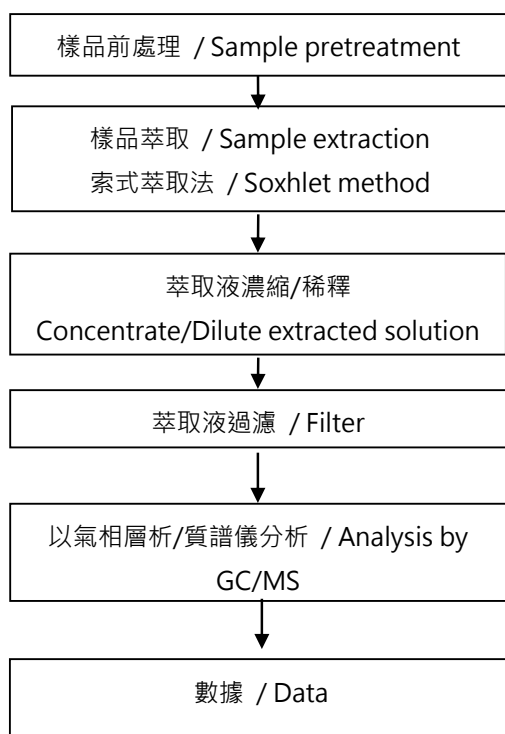 樣品前處理 / Sample pretreatment
樣品萃取 / Sample extraction
索式萃取法 / Soxhlet method
萃取液濃縮/稀釋
Concentrate/Dilute extracted solution
萃取液過濾 / Filter
以氣相層析/質譜儀分析 / Analysis by
GC/MS
數據 / Data